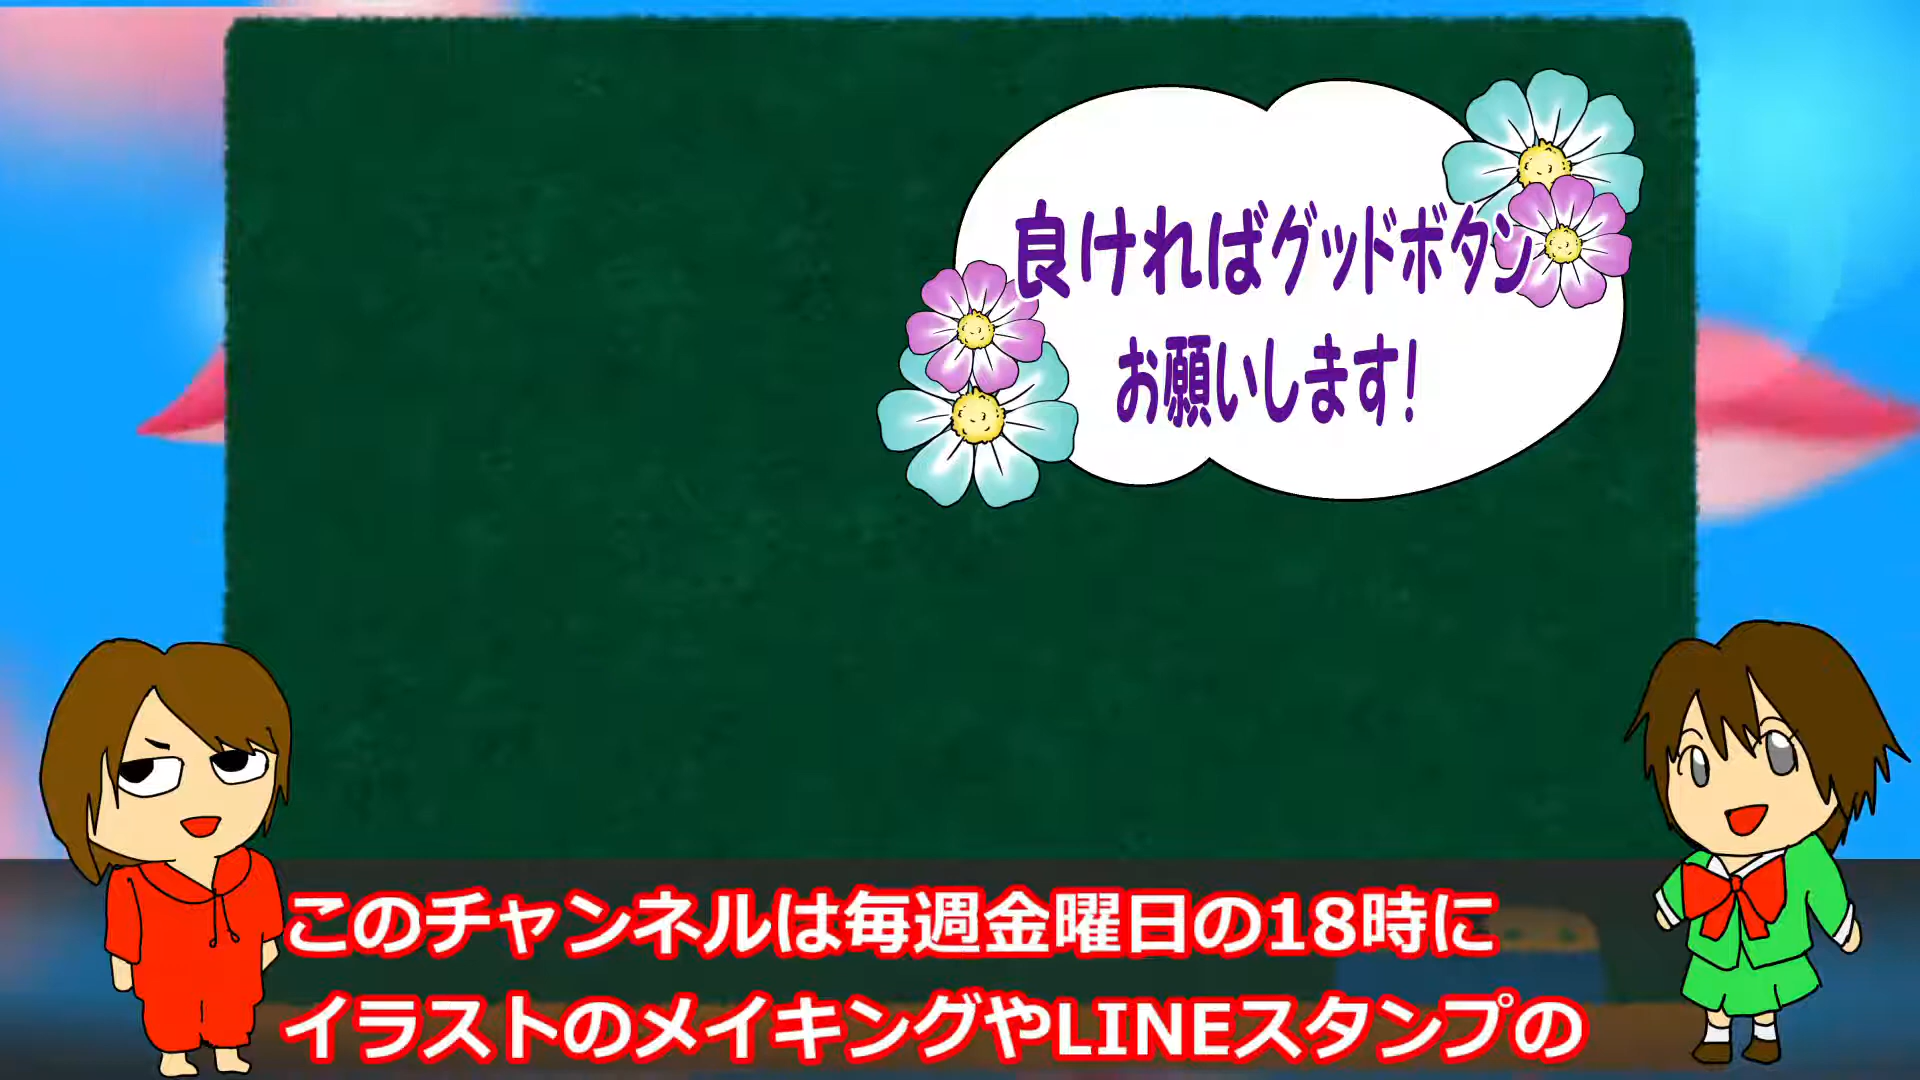 良ければグッドボタン
お願いします!
このチャンネルは毎週金曜日の18時に
イラストのメイキングやLINEスタンプの